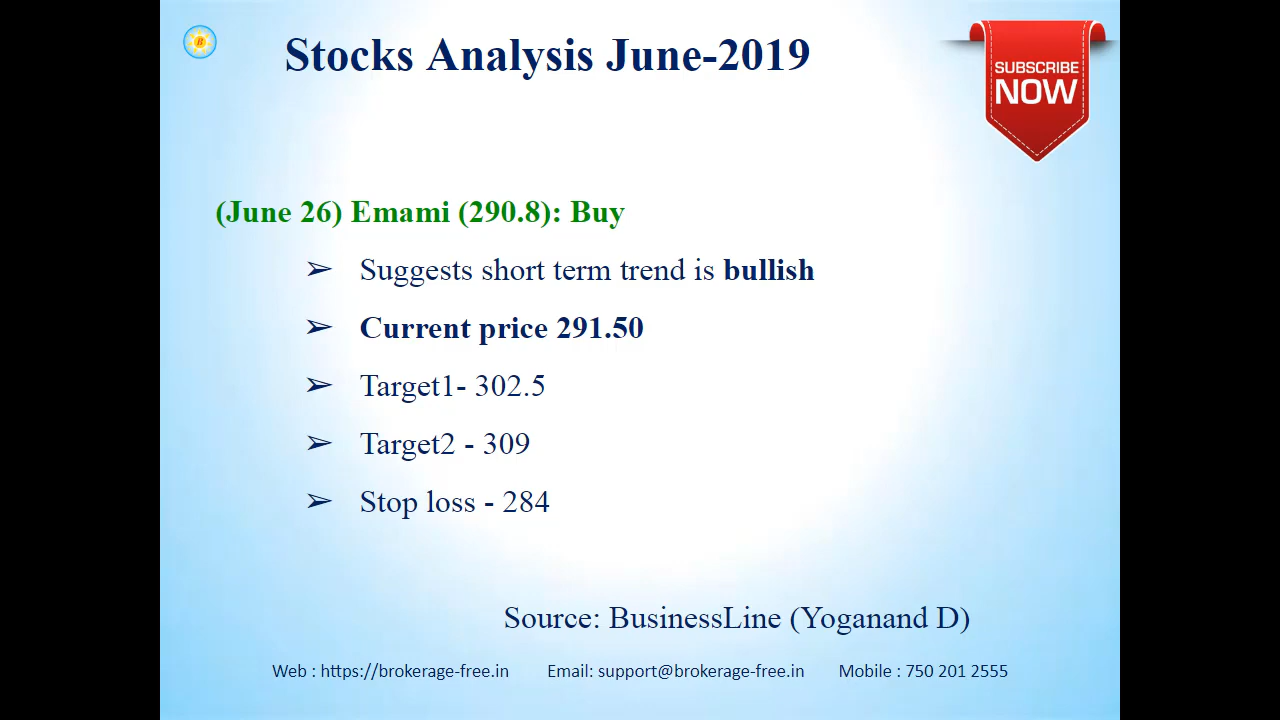 Stocks Analysis June-2019
SUBSCRIBE
NOW
(June 26) Emami (290.8): Buy
➢ Suggests short term trend is bullish
➢ Current price 291.50
➢ Target1- 302.5
➢ Target2 - 309
➢ Stop loss - 284
Source: BusinessLine (Yoganand D)
Web : https://brokerage-free.in Email: support@brokerage-free.in Mobile : 750 201 2555